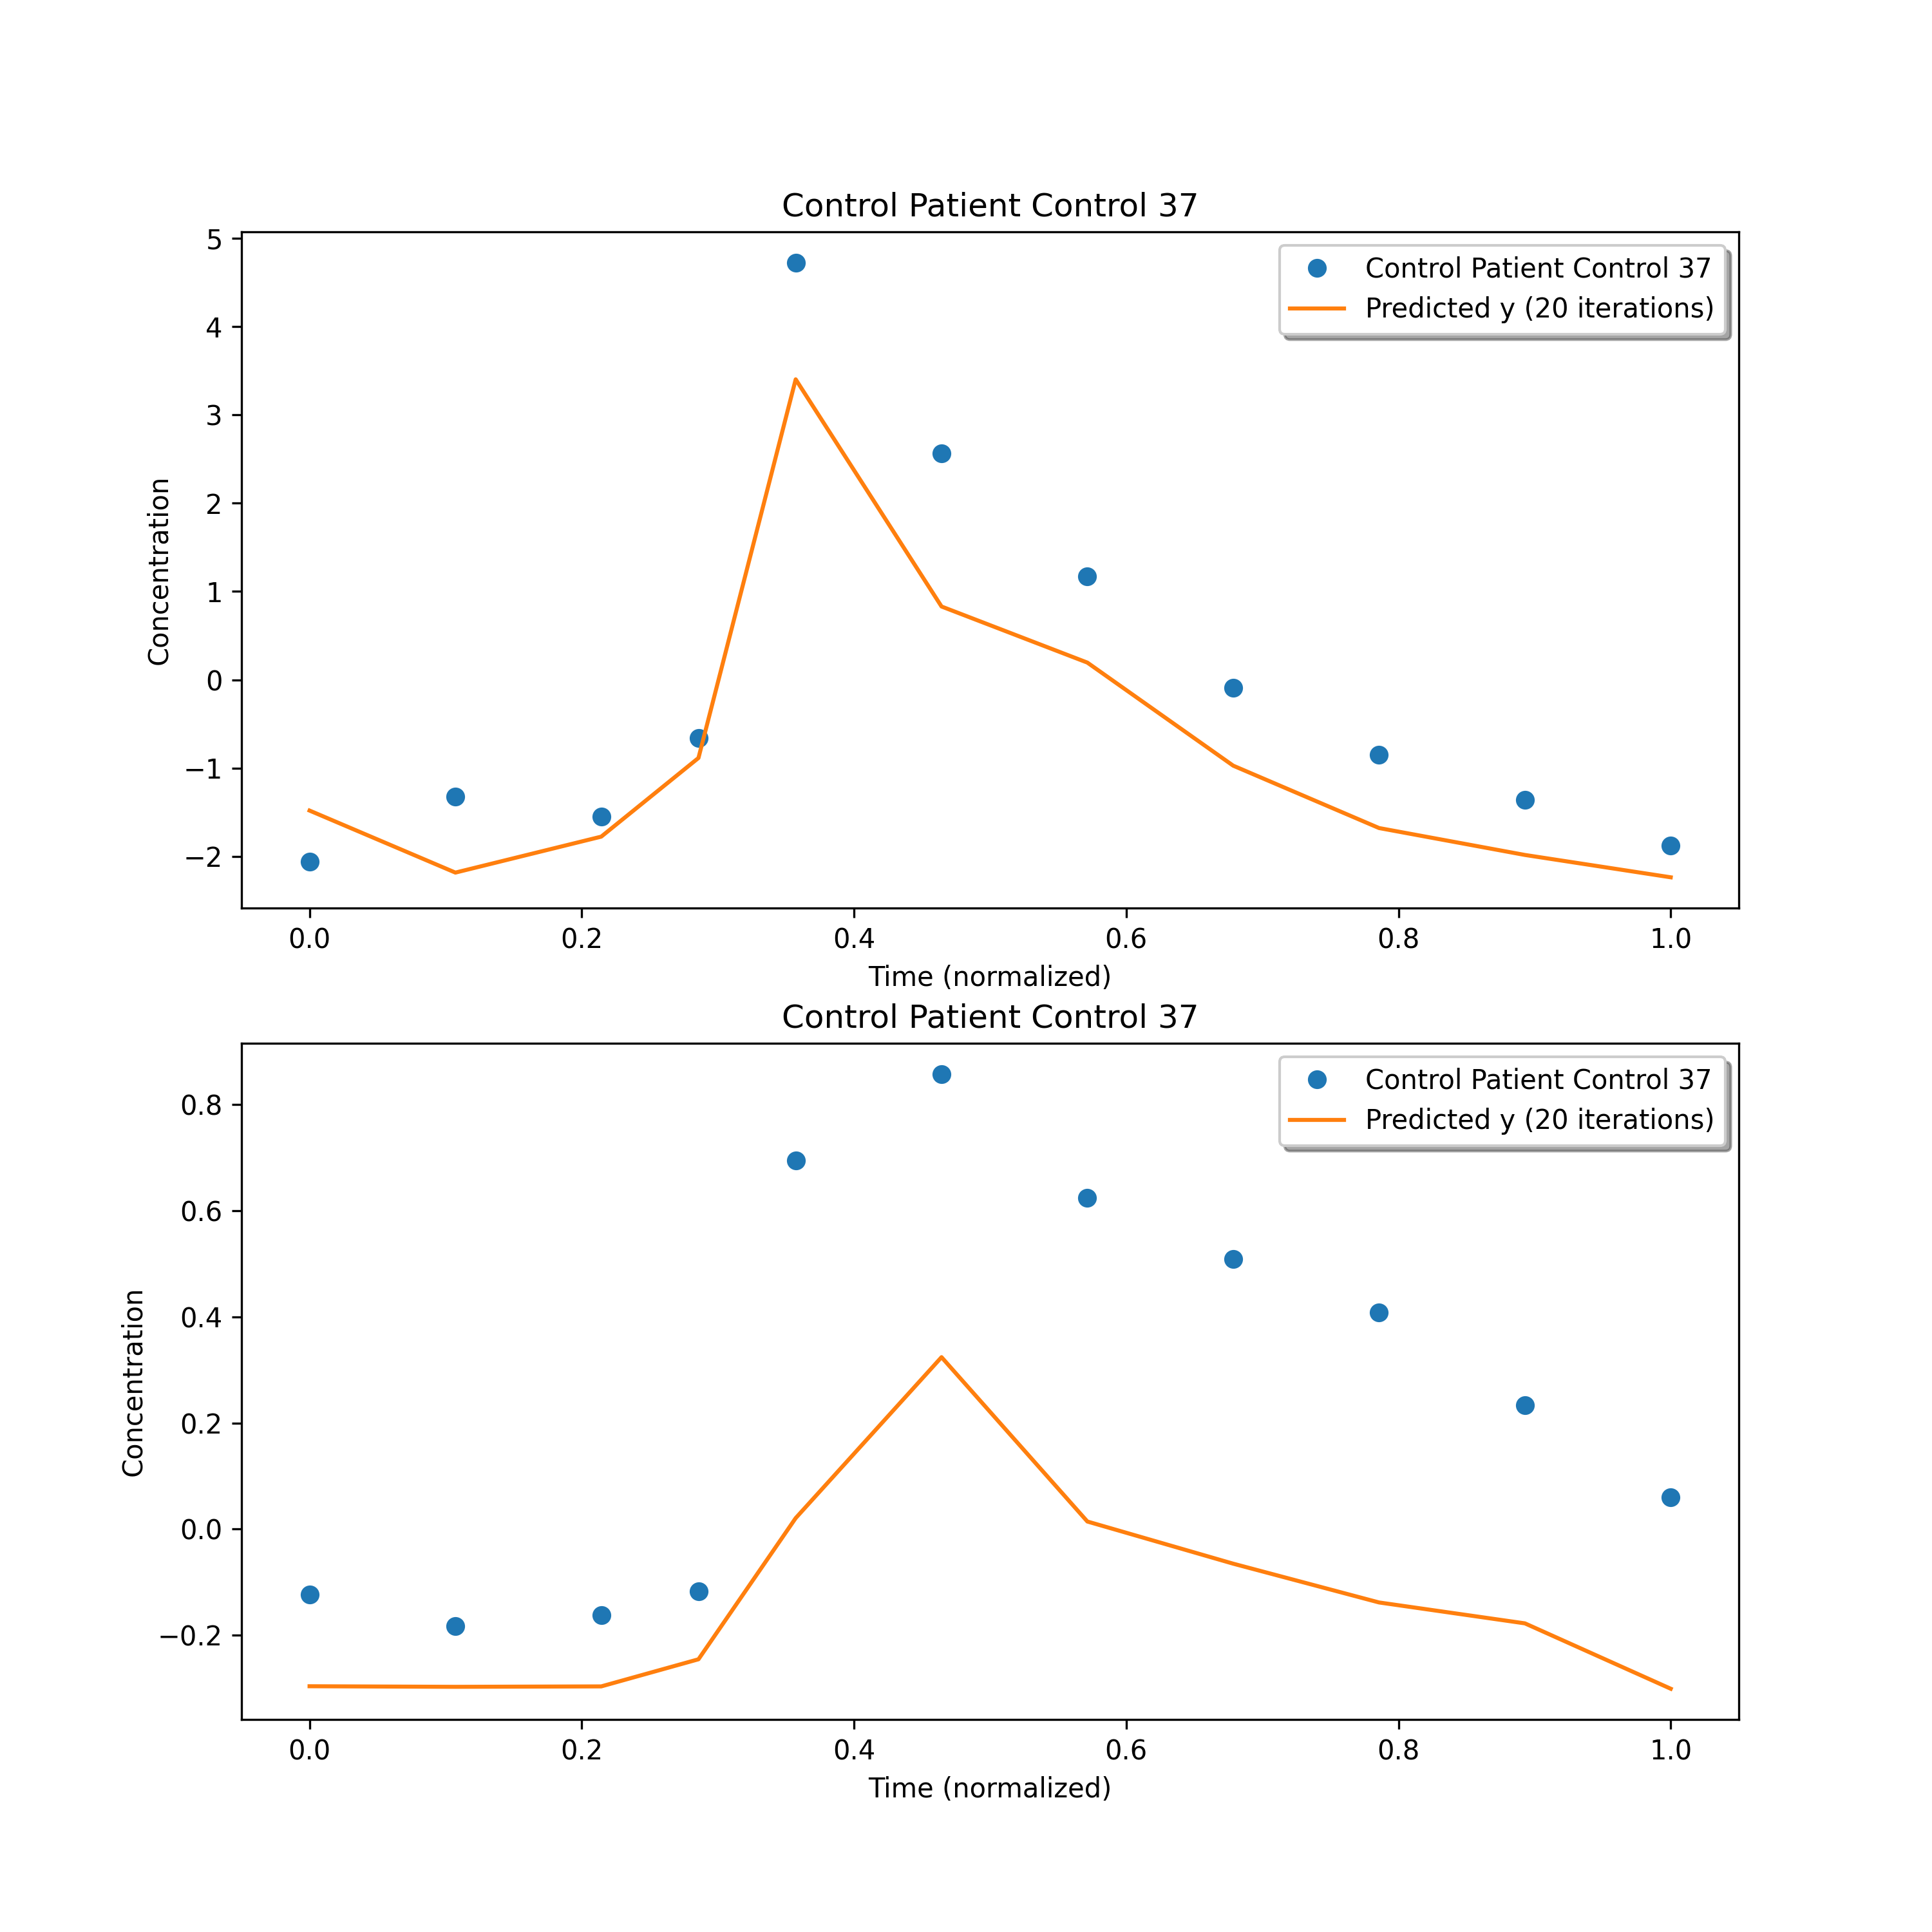 Control Patient Control 37
5
4
3
2
1
0
−1
−2
Concentration
Control Patient Control 37
Predicted y (20 iterations)
0.0 0.2 0.4 0.6 0.8 1.0
Time (normalized)
Control Patient Control 37
0.8
0.6
0.4
0.2
0.0
−0.2
Concentration
Control Patient Control 37
Predicted y (20 iterations)
0.0 0.2 0.4 0.6 0.8 1.0
Time (normalized)